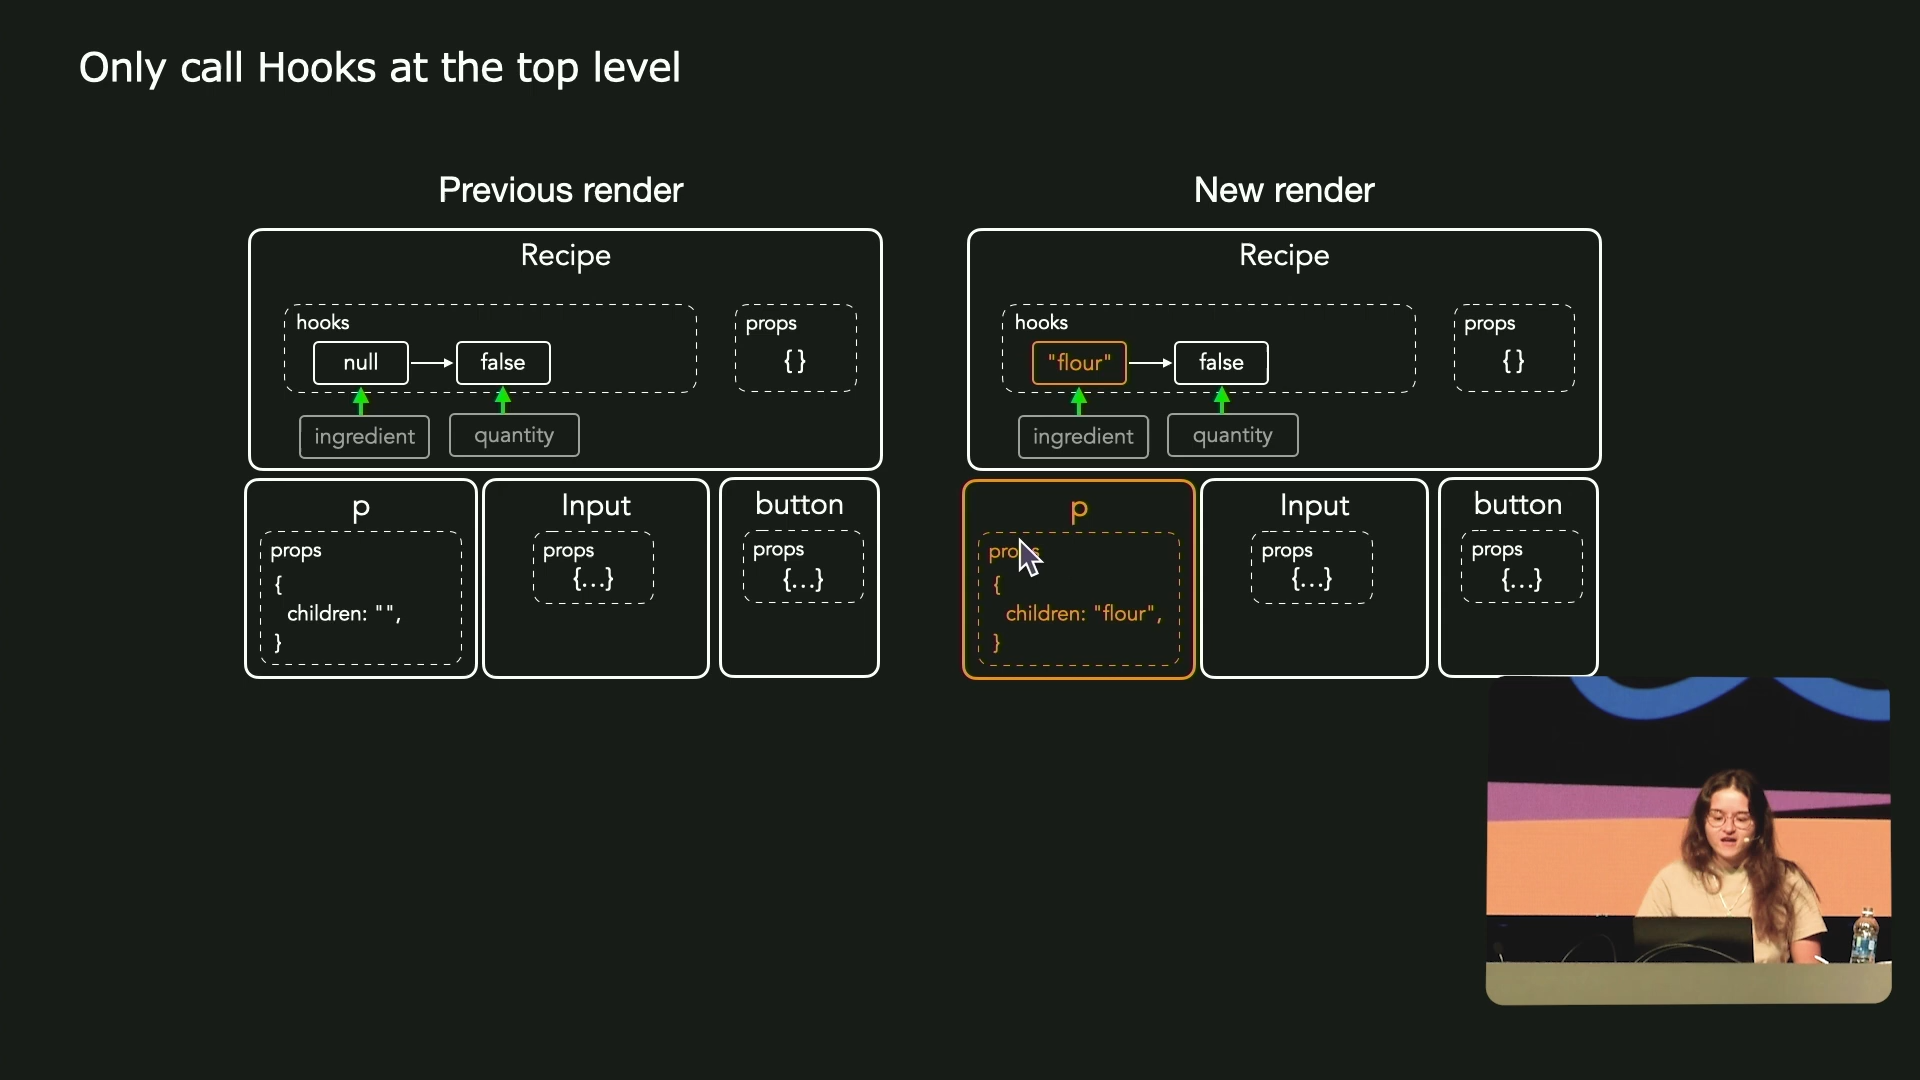 Only call Hooks at the top level
Previous render
Recipe
hooks
null
false
props
{}
ingredient
quantity
p
props
{
children: "",
}
Input
props
{...}
button
props
{...}
New render
Recipe
hooks
"flour"
false
props
{}
ingredient
quantity
p
props
{
children: "flour",
}
Input
props
{...}
button
props
{...}